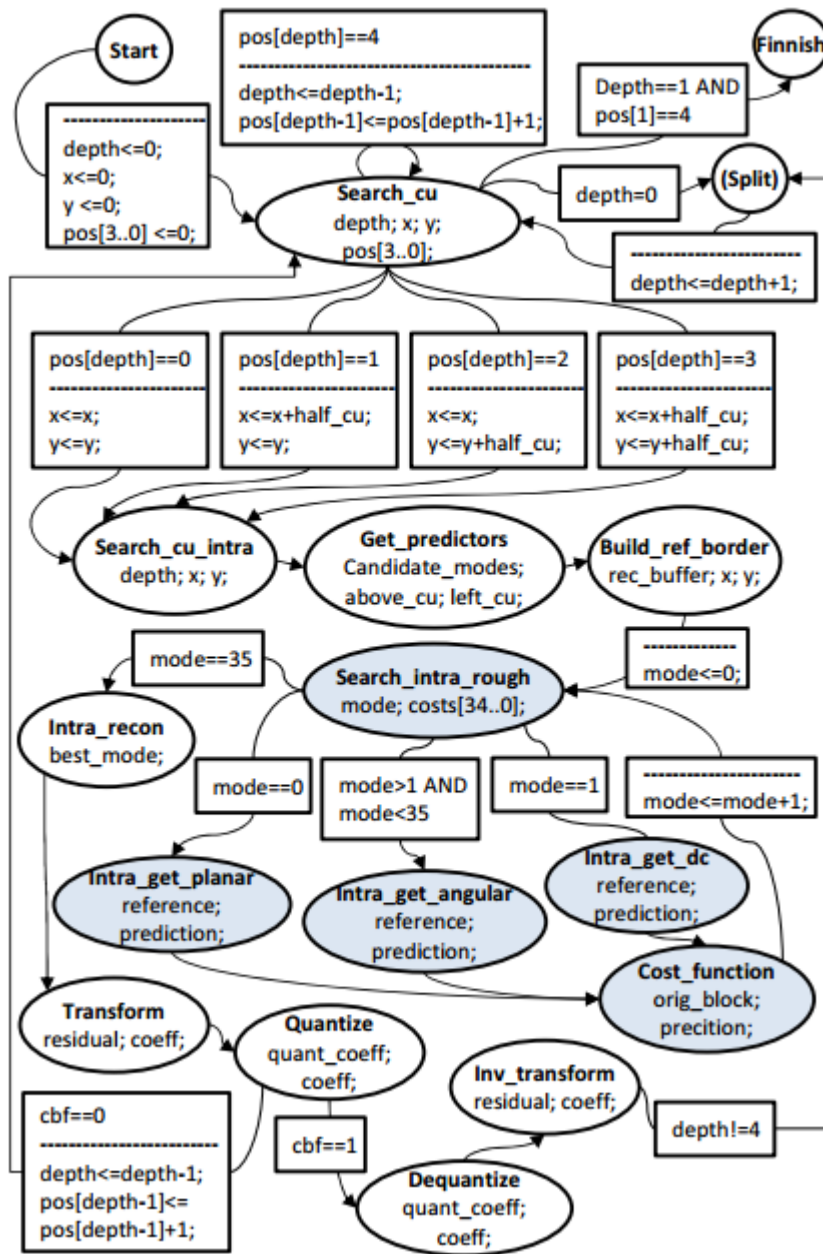 Start
pos[depth]==4
depth<=depth-1;
pos[depth-1]<=pos[depth-1]+1;
Finnish
Depth==1 AND
pos[1]==4
depth<=0;
x<=0;
y <=0;
pos[3..0] <=0;
Search_cu
depth; x; y;
pos[3..0];
depth=0
(Split)
depth<=depth+1;
pos[depth]==0
x<=x;
y<=y;
pos[depth]==1
x<=x+half_cu;
y<=y;
pos[depth]==2
x<=x;
y<=y+half_cu;
pos[depth]==3
x<=x+half_cu;
y<=y+half_cu;
Search_cu_intra
depth; x; y;
Get_predictors
Candidate_modes;
above_cu; left_cu;
Build_ref_border
rec_buffer; x; y;
mode<=0;
mode==35
Search_intra_rough
mode; costs[34..0];
Intra_recon
best_mode;
mode==0
mode>1 AND
mode<35
mode==1
mode<=mode+1;
Intra_get_planar
reference;
prediction;
Intra_get_angular
reference;
prediction;
Intra_get_dc
reference;
prediction;
Cost_function
orig_block;
precition;
Transform
residual; coeff;
Quantize
quant_coeff;
coeff;
Inv_transform
residual; coeff;
cbf==0
depth<=depth-1;
pos[depth-1]<=
pos[depth-1]+1;
cbf==1
Dequantize
quant_coeff;
coeff;
depth!=4